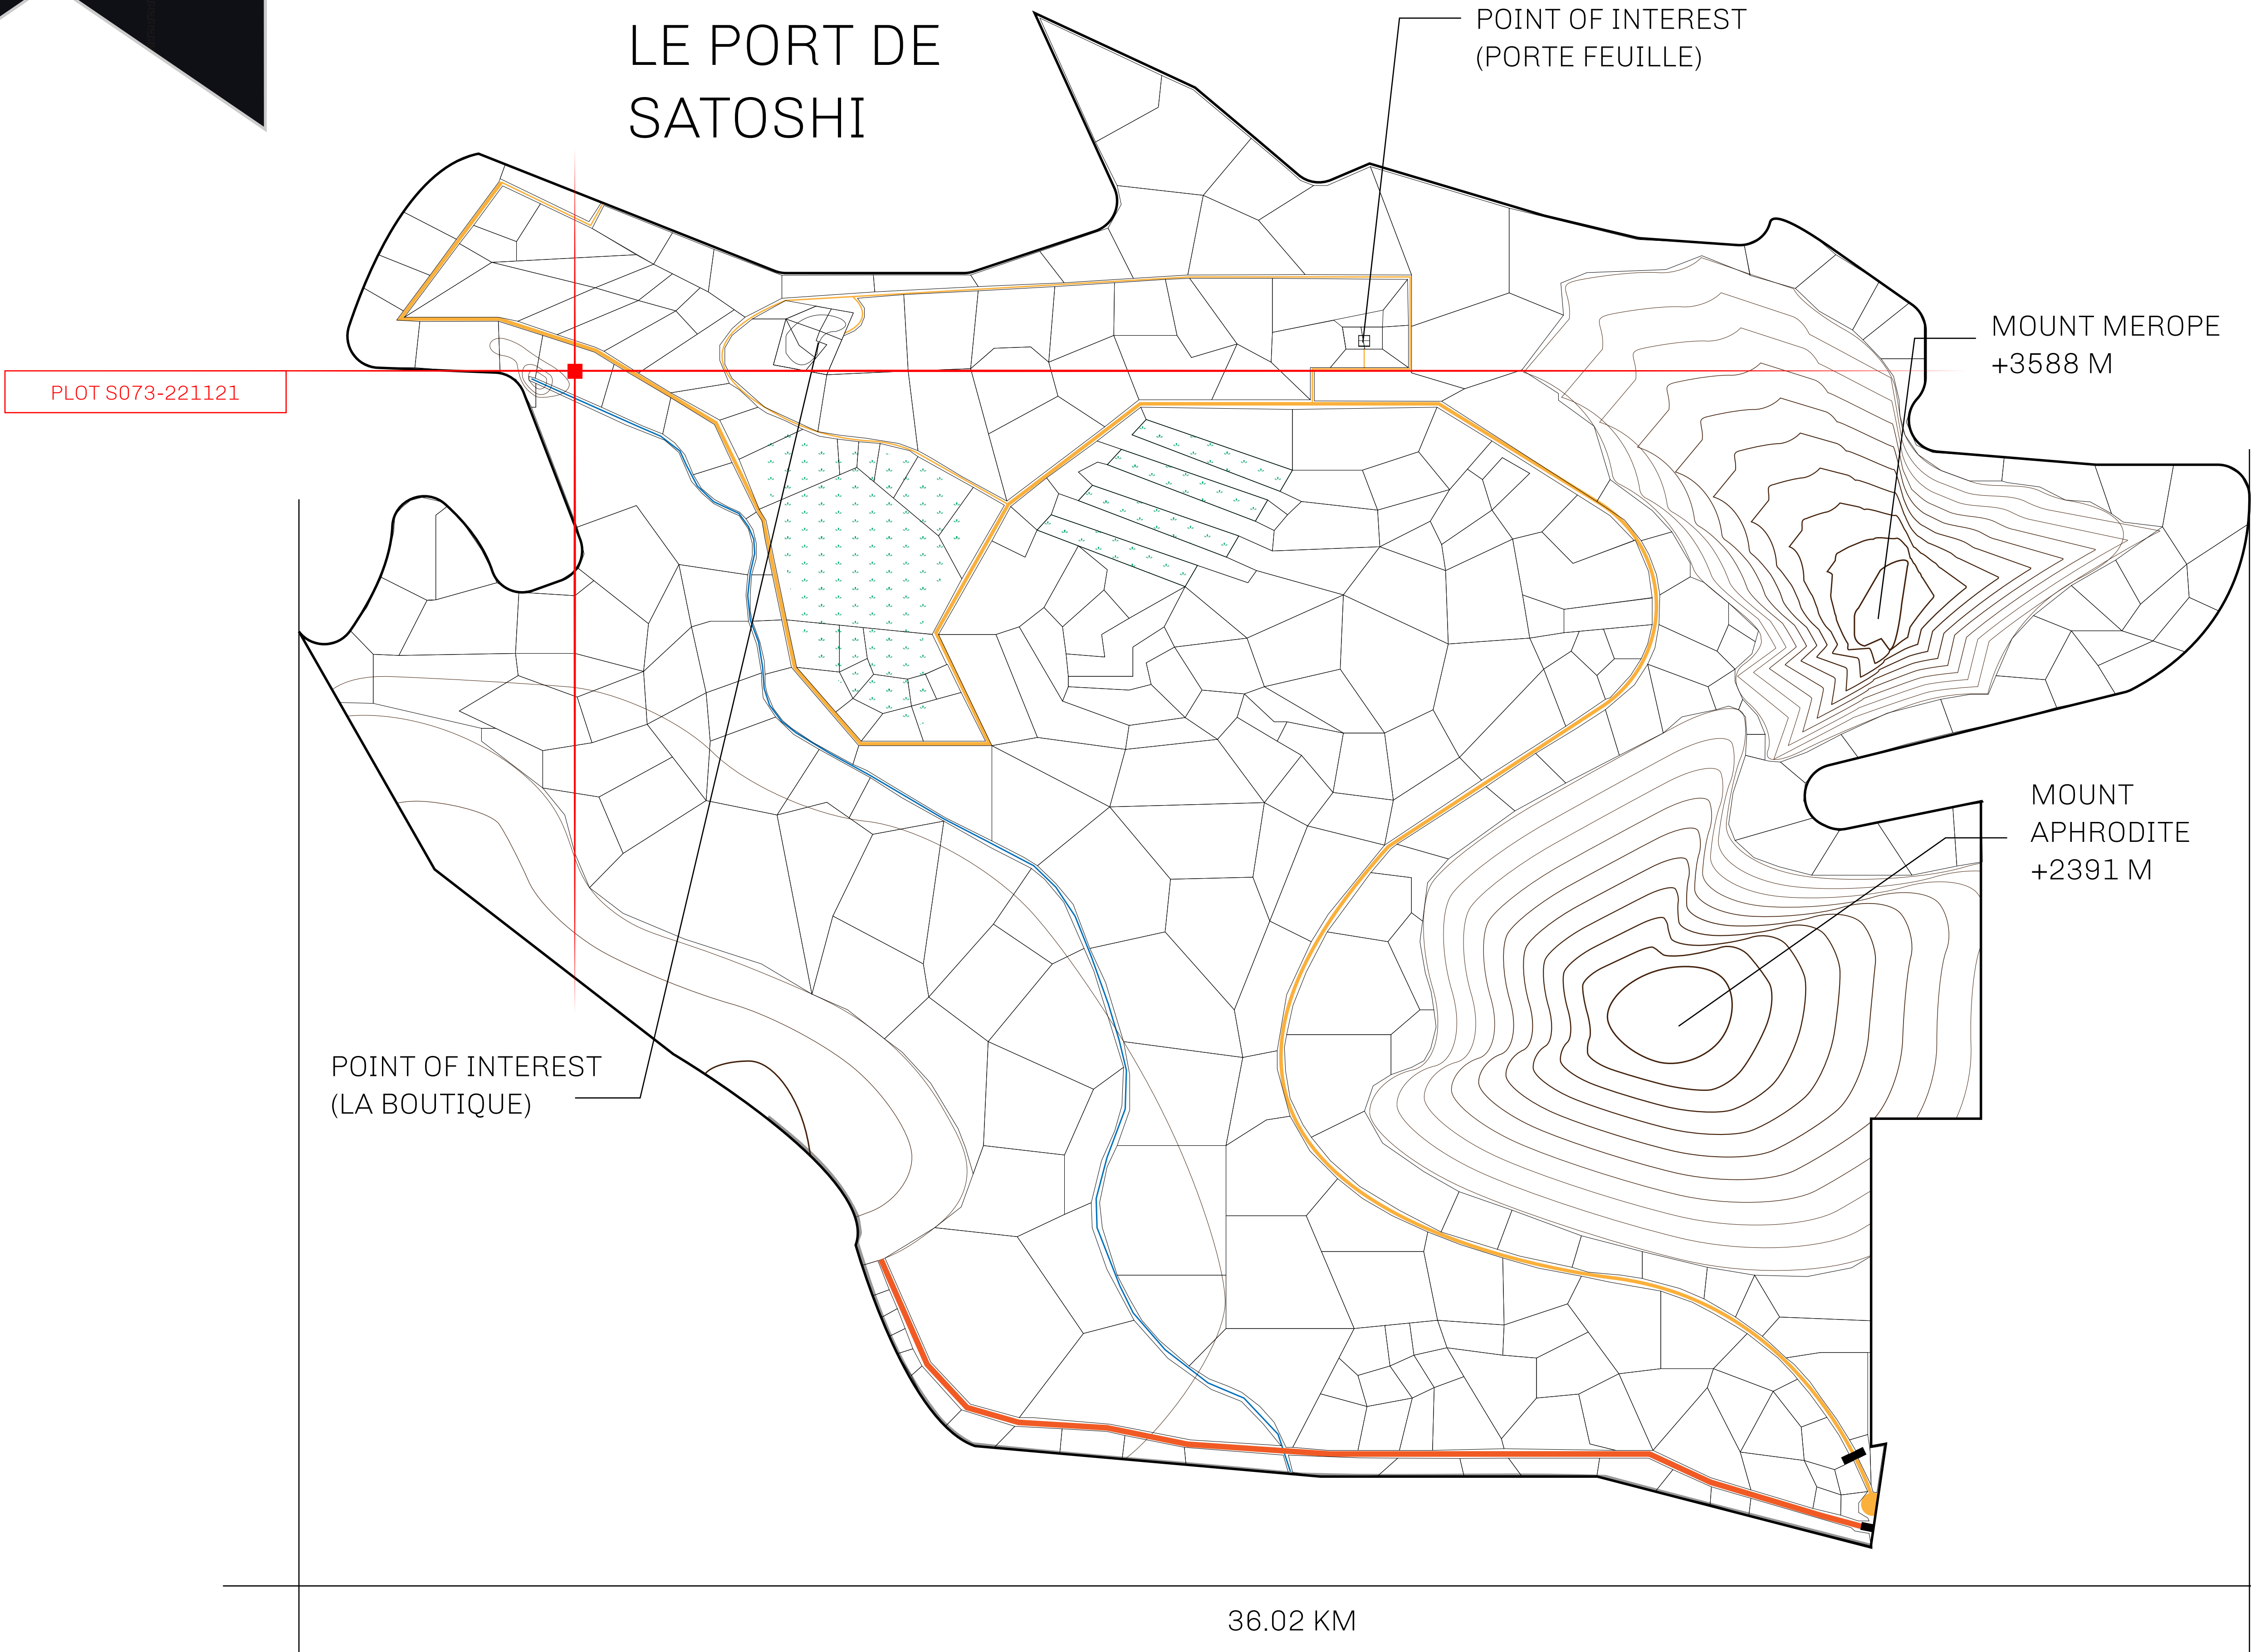 LE PORT DE
SATOSHI
POINT OF INTEREST
(PORTE FEUILLE)
MOUNT MEROPE
+3588 M
PLOT S073-221121
MOUNT
APHRODITE
+2391 M
POINT OF INTEREST
(LA BOUTIQUE)
36.02 KM